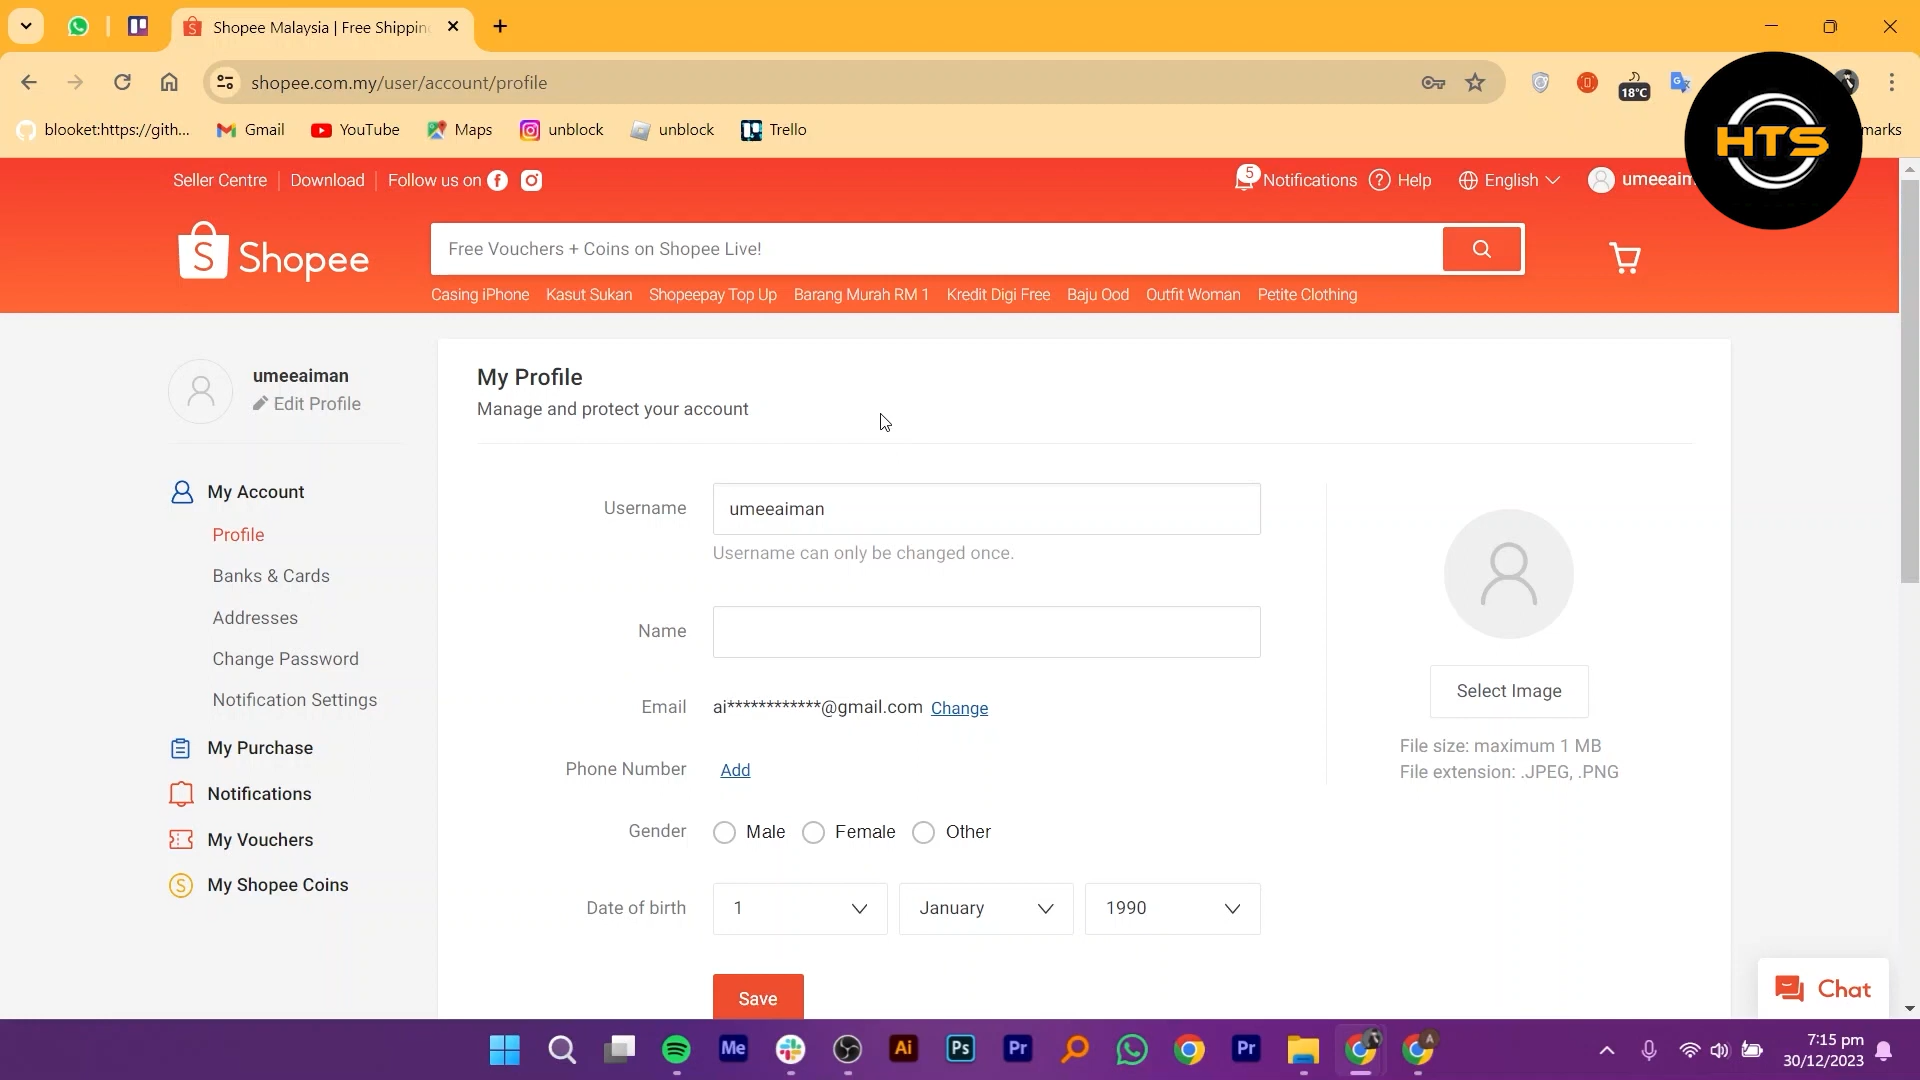 Shopee Malaysia | Free Shippin
shopee.com.my/user/account/profile
18°C
blooket:https://gith...
Gmail
YouTube
Maps
unblock
unblock
Trello
marks
HTS
Seller Centre
Download
Follow us on
5
Notifications
Help
English
umeeaim
Shopee
Free Vouchers + Coins on Shopee Live!
Casing iPhone Kasut Sukan Shopeepay Top Up Barang Murah RM 1 Kredit Digi Free Baju Ood Outfit Woman Petite Clothing
umeeaiman
Edit Profile
My Account
Profile
Banks & Cards
Addresses
Change Password
Notification Settings
My Purchase
Notifications
My Vouchers
My Shopee Coins
My Profile
Manage and protect your account
Username
umeeaiman
Username can only be changed once.
Name
Email
ai************@gmail.com Change
Phone Number
Add
Gender
Male Female Other
Date of birth
1 January 1990
Save
Select Image
File size: maximum 1 MB
File extension: .JPEG, .PNG
Chat
Me
Ai
Ps
Pr
Pr
A
7:15 pm
30/12/2023